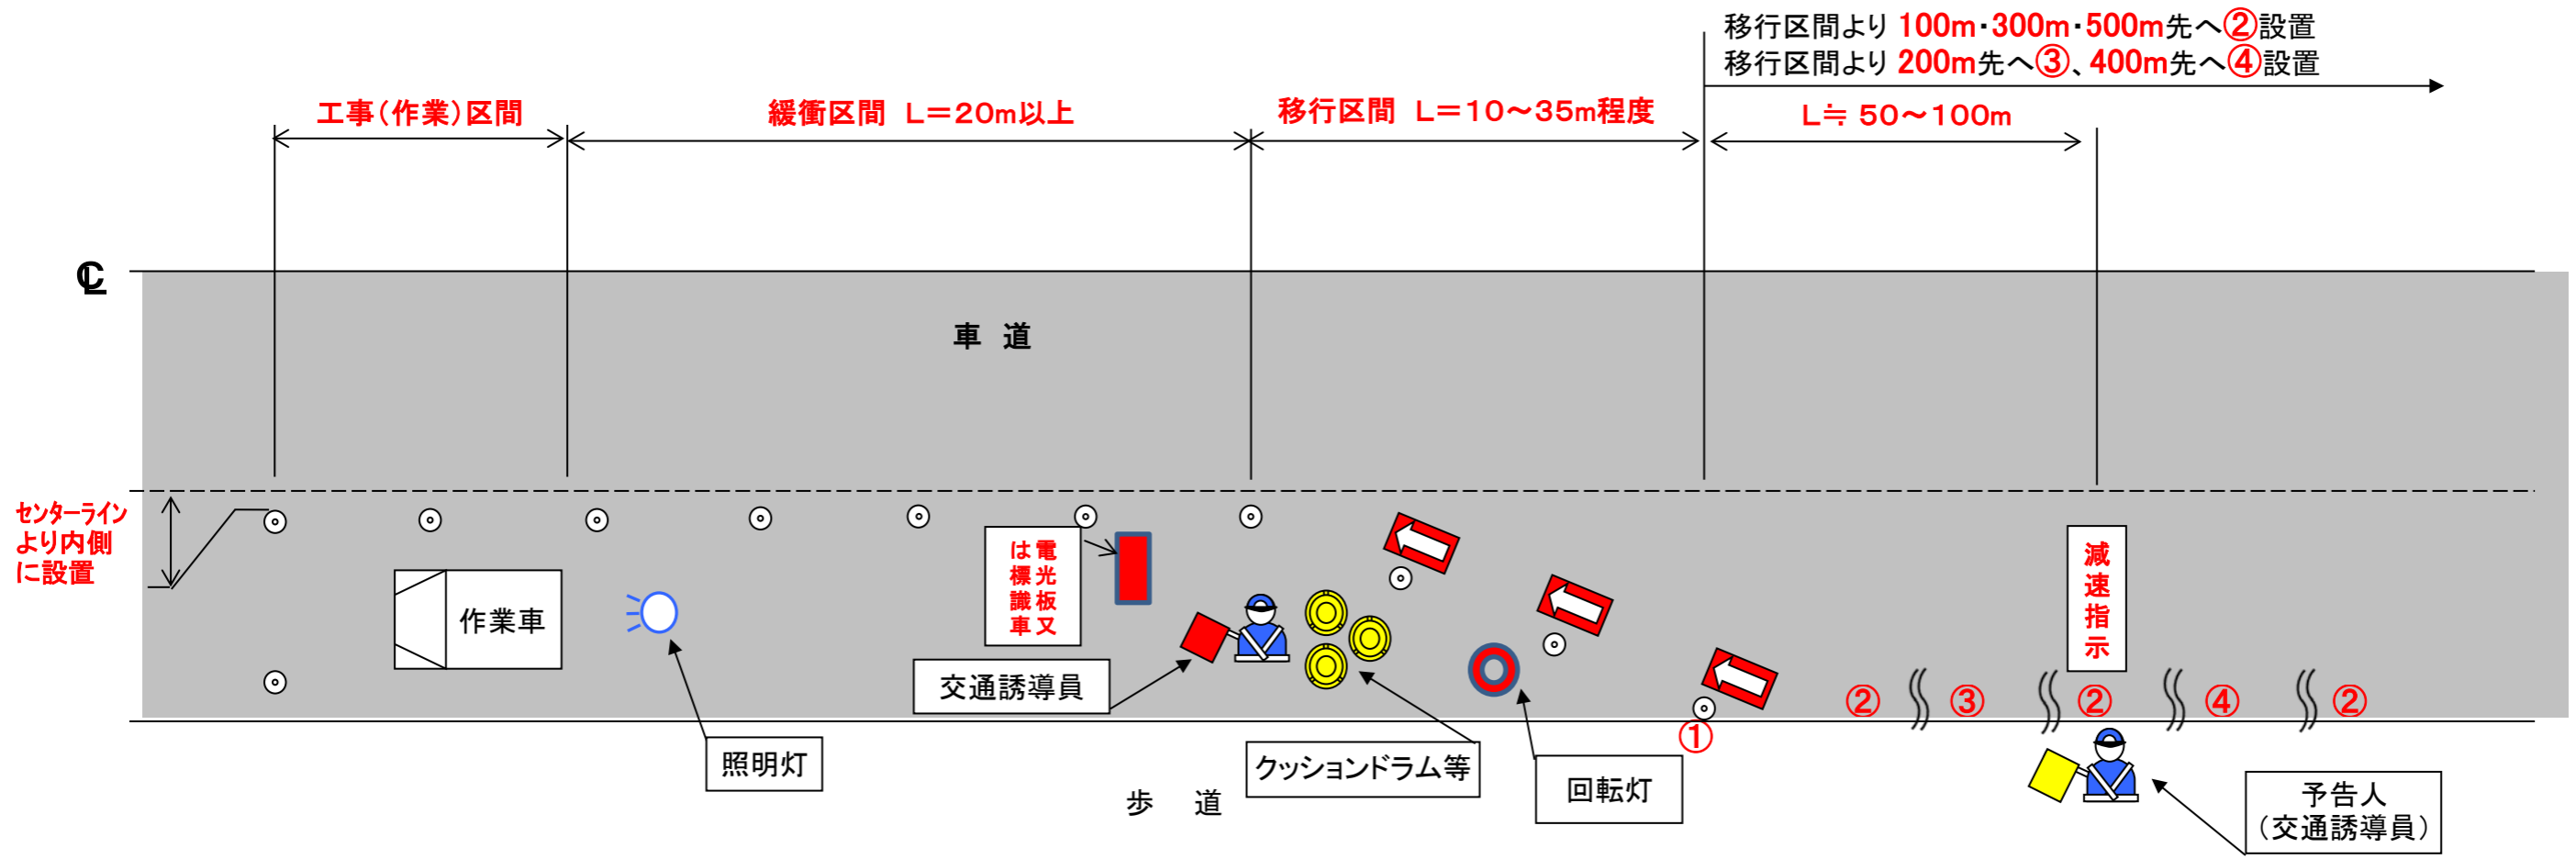 移行区間より 100m・300m・500m先へ②設置
移行区間より 200m先へ③、400m先へ④設置
工事(作業)区間
緩衝区間 L=20m以上
移行区間 L=10~35m程度
L≒ 50~100m
℄
車 道
センターライン
より内側
に設置
作業車
電光板又
は標識車
減速指示
交通誘導員
② ③ ② ④ ②
①
照明灯
クッションドラム等
回転灯
歩 道
予告人
(交通誘導員)